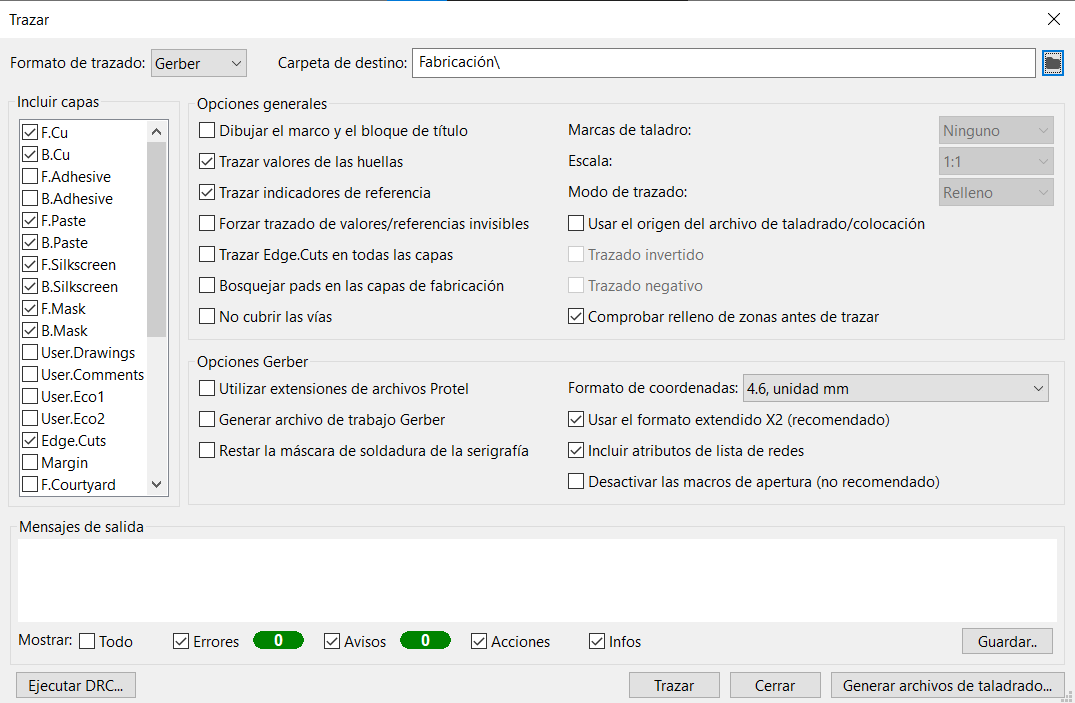 Trazar
Formato de trazado: Gerber
Carpeta de destino: Fabricación\
Incluir capas
F.Cu
B.Cu
F.Adhesive
B.Adhesive
F.Paste
B.Paste
F.Silkscreen
B.Silkscreen
F.Mask
B.Mask
User.Drawings
User.Comments
User.Eco1
User.Eco2
Edge.Cuts
Margin
F.Courtyard
Opciones generales
Dibujar el marco y el bloque de título
Trazar valores de las huellas
Trazar indicadores de referencia
Forzar trazado de valores/referencias invisibles
Trazar Edge.Cuts en todas las capas
Bosquejar pads en las capas de fabricación
No cubrir las vías
Marcas de taladro: Ninguno
Escala: 1:1
Modo de trazado: Relleno
Usar el origen del archivo de taladrado/colocación
Trazado invertido
Trazado negativo
Comprobar relleno de zonas antes de trazar
Opciones Gerber
Utilizar extensiones de archivos Protel
Generar archivo de trabajo Gerber
Restar la máscara de soldadura de la serigrafía
Formato de coordenadas: 4.6, unidad mm
Usar el formato extendido X2 (recomendado)
Incluir atributos de lista de redes
Desactivar las macros de apertura (no recomendado)
Mensajes de salida
Mostrar: Todo Errores 0 Avisos 0 Acciones Infos Guardar..
Ejecutar DRC... Trazar Cerrar Generar archivos de taladrado...